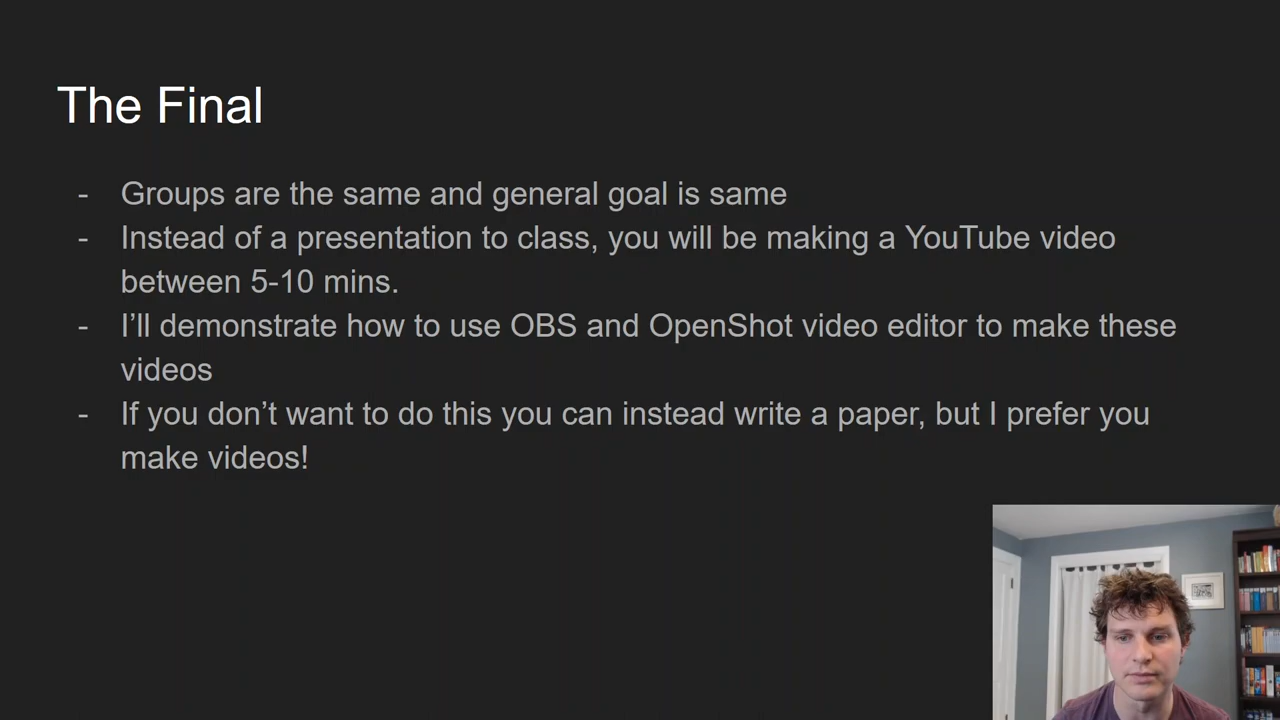 The Final
- Groups are the same and general goal is same
- Instead of a presentation to class, you will be making a YouTube video
between 5-10 mins.
- I’ll demonstrate how to use OBS and OpenShot video editor to make these
videos
- If you don’t want to do this you can instead write a paper, but I prefer you
make videos!